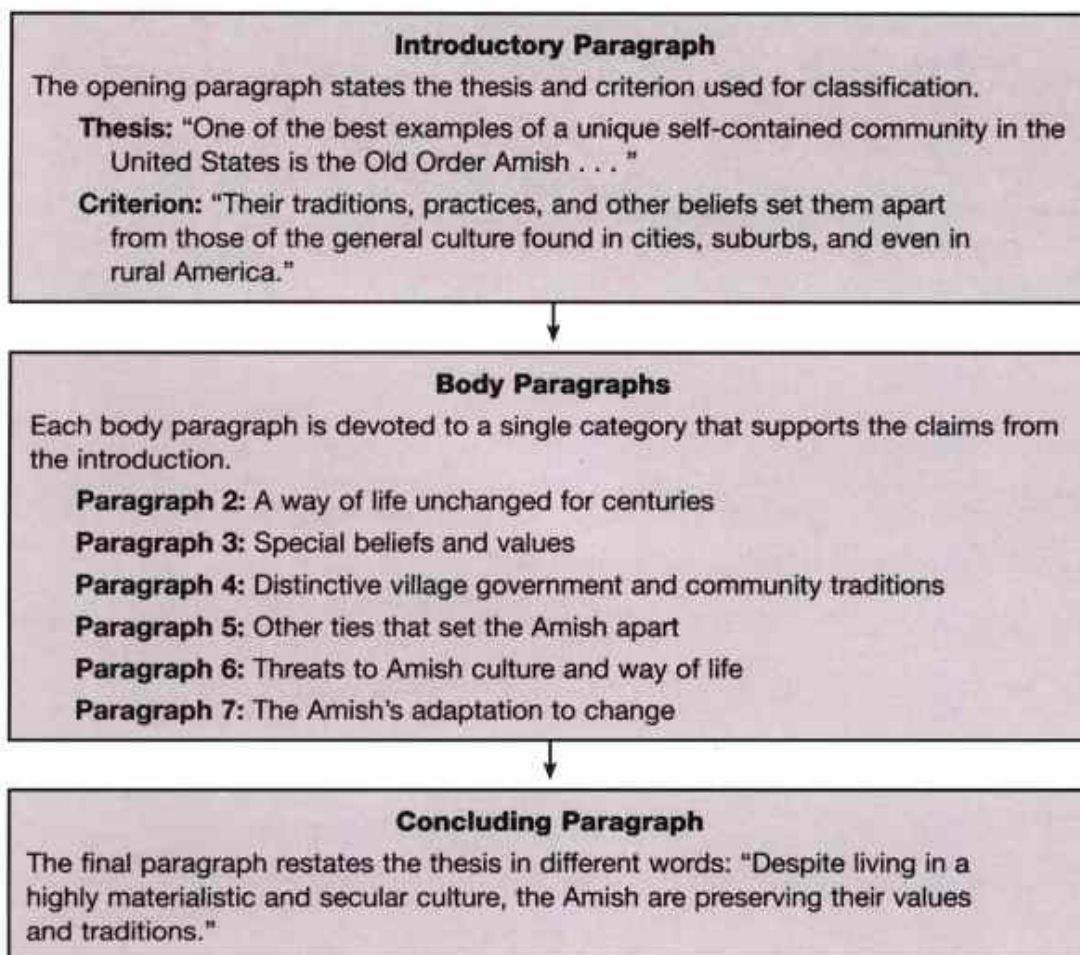 Introductory Paragraph
The opening paragraph states the thesis and criterion used for classification.
Thesis: “One of the best examples of a unique self-contained community in the
United States is the Old Order Amish . . . ”
Criterion: “Their traditions, practices, and other beliefs set them apart
from those of the general culture found in cities, suburbs, and even in
rural America.”
Body Paragraphs
Each body paragraph is devoted to a single category that supports the claims from
the introduction.
Paragraph 2: A way of life unchanged for centuries
Paragraph 3: Special beliefs and values
Paragraph 4: Distinctive village government and community traditions
Paragraph 5: Other ties that set the Amish apart
Paragraph 6: Threats to Amish culture and way of life
Paragraph 7: The Amish’s adaptation to change
Concluding Paragraph
The final paragraph restates the thesis in different words: “Despite living in a
highly materialistic and secular culture, the Amish are preserving their values
and traditions.”